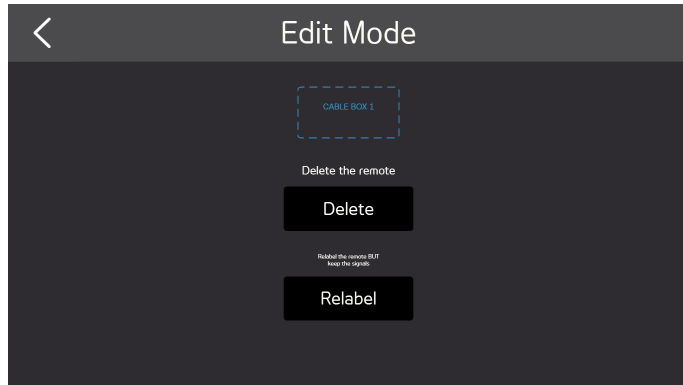 Edit Mode
CABLE BOX 1
Delete the remote
Delete
Relabel the remote BUT
keep the signals
Relabel